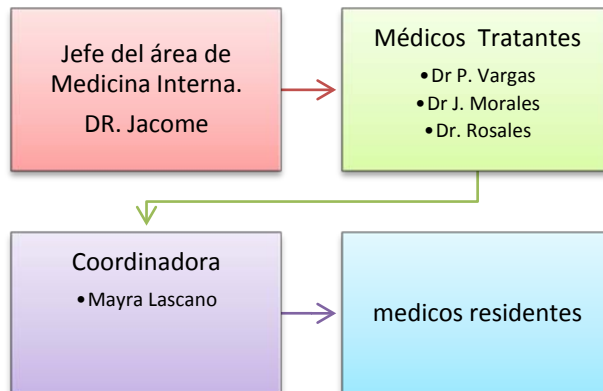 Jefe del área de
Medicina Interna.
DR. Jacome
Médicos Tratantes
•Dr P. Vargas
•Dr J. Morales
•Dr. Rosales
Coordinadora
•Mayra Lascano
medicos residentes